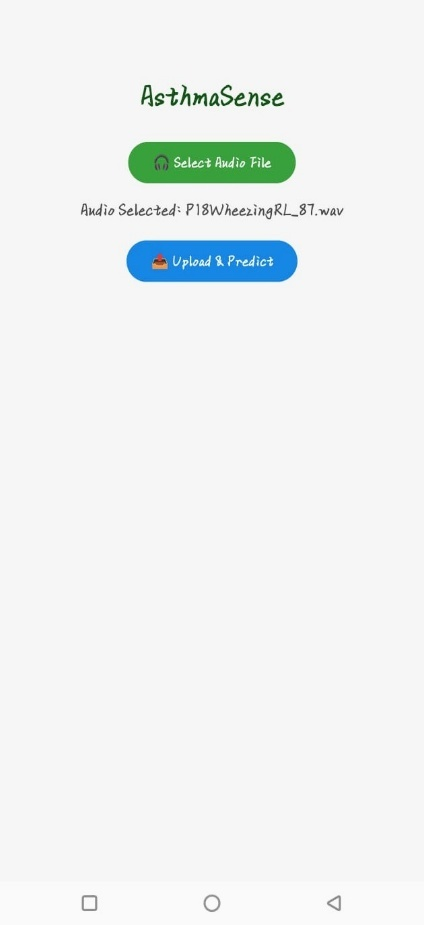 AsthmaSense
🎧 Select Audio File
Audio Selected: P18WheezingRL_87.wav
📤 Upload & Predict